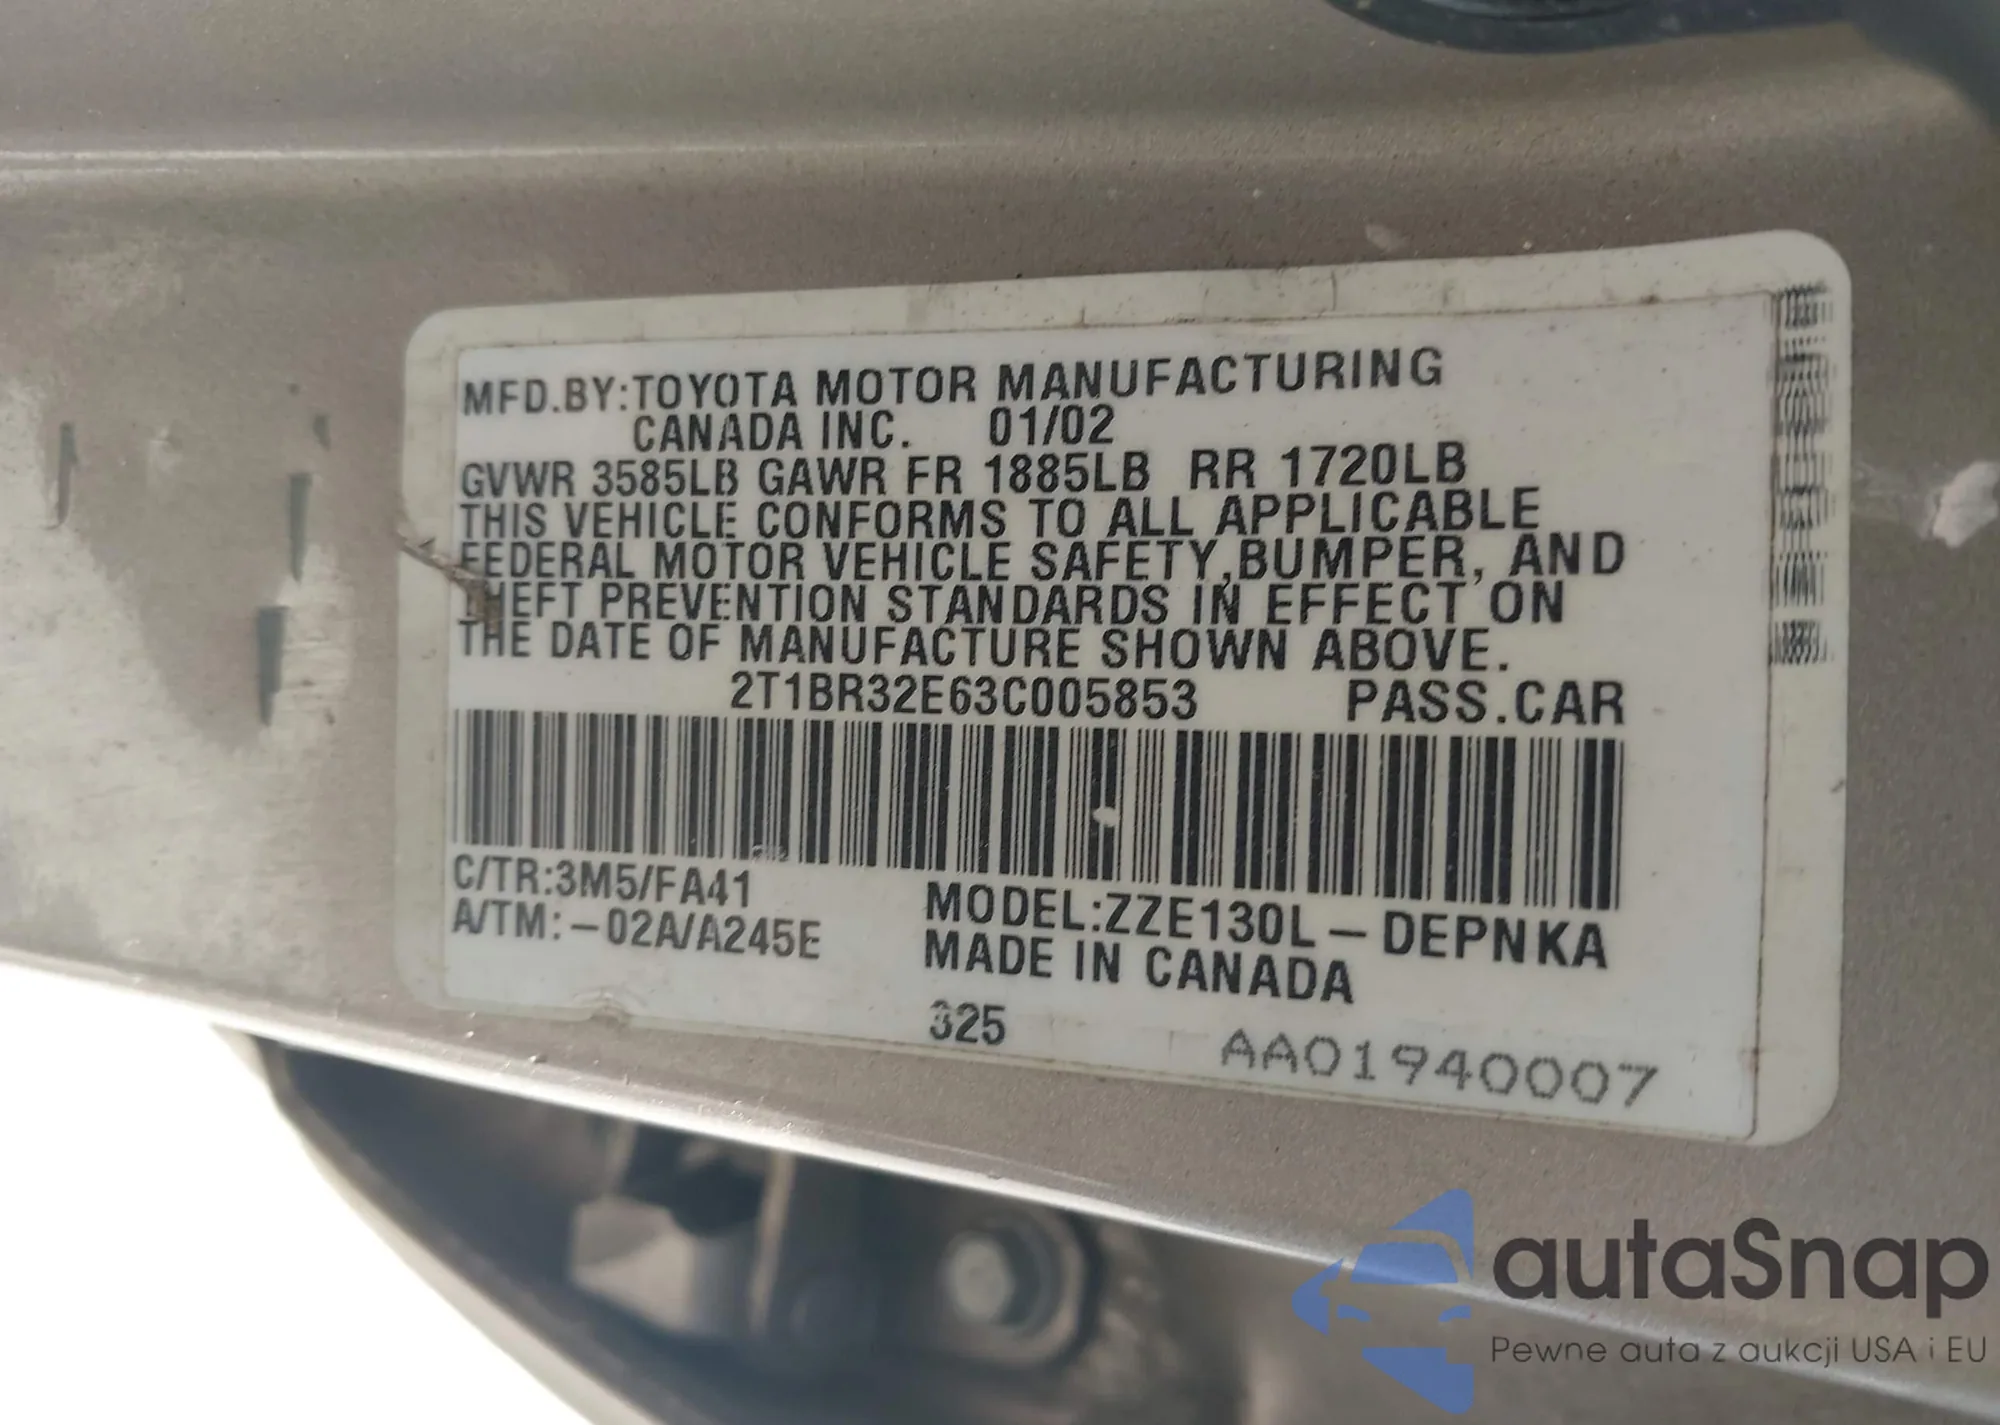 MFD.BY:TOYOTA MOTOR MANUFACTURING
CANADA INC. 01/02
GVWR 3585LB GAWR FR 1885LB RR 1720LB
THIS VEHICLE CONFORMS TO ALL APPLICABLE
FEDERAL MOTOR VEHICLE SAFETY,BUMPER, AND
THEFT PREVENTION STANDARDS IN EFFECT ON
THE DATE OF MANUFACTURE SHOWN ABOVE.
2T1BR32E63C005853 PASS.CAR
C/TR:3M5/FA41
A/TM:-02A/A245E
MODEL:ZZE130L-DEPNKA
MADE IN CANADA
325
AA01940007
autaSnap
Pewne auta z aukcji USA i EU